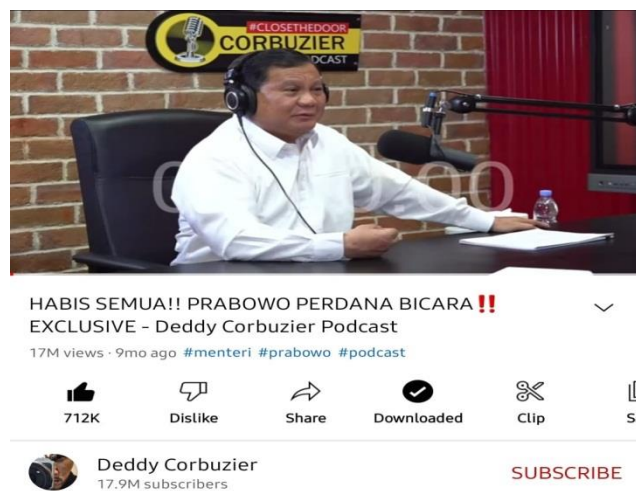 #CLOSETHEDOOR
CORBUZIER
PODCAST
HABIS SEMUA!! PRABOWO PERDANA BICARA‼️
EXCLUSIVE - Deddy Corbuzier Podcast
17M views · 9mo ago #menteri #prabowo #podcast
712K Dislike Share Downloaded Clip S
Deddy Corbuzier
17.9M subscribers
SUBSCRIBE